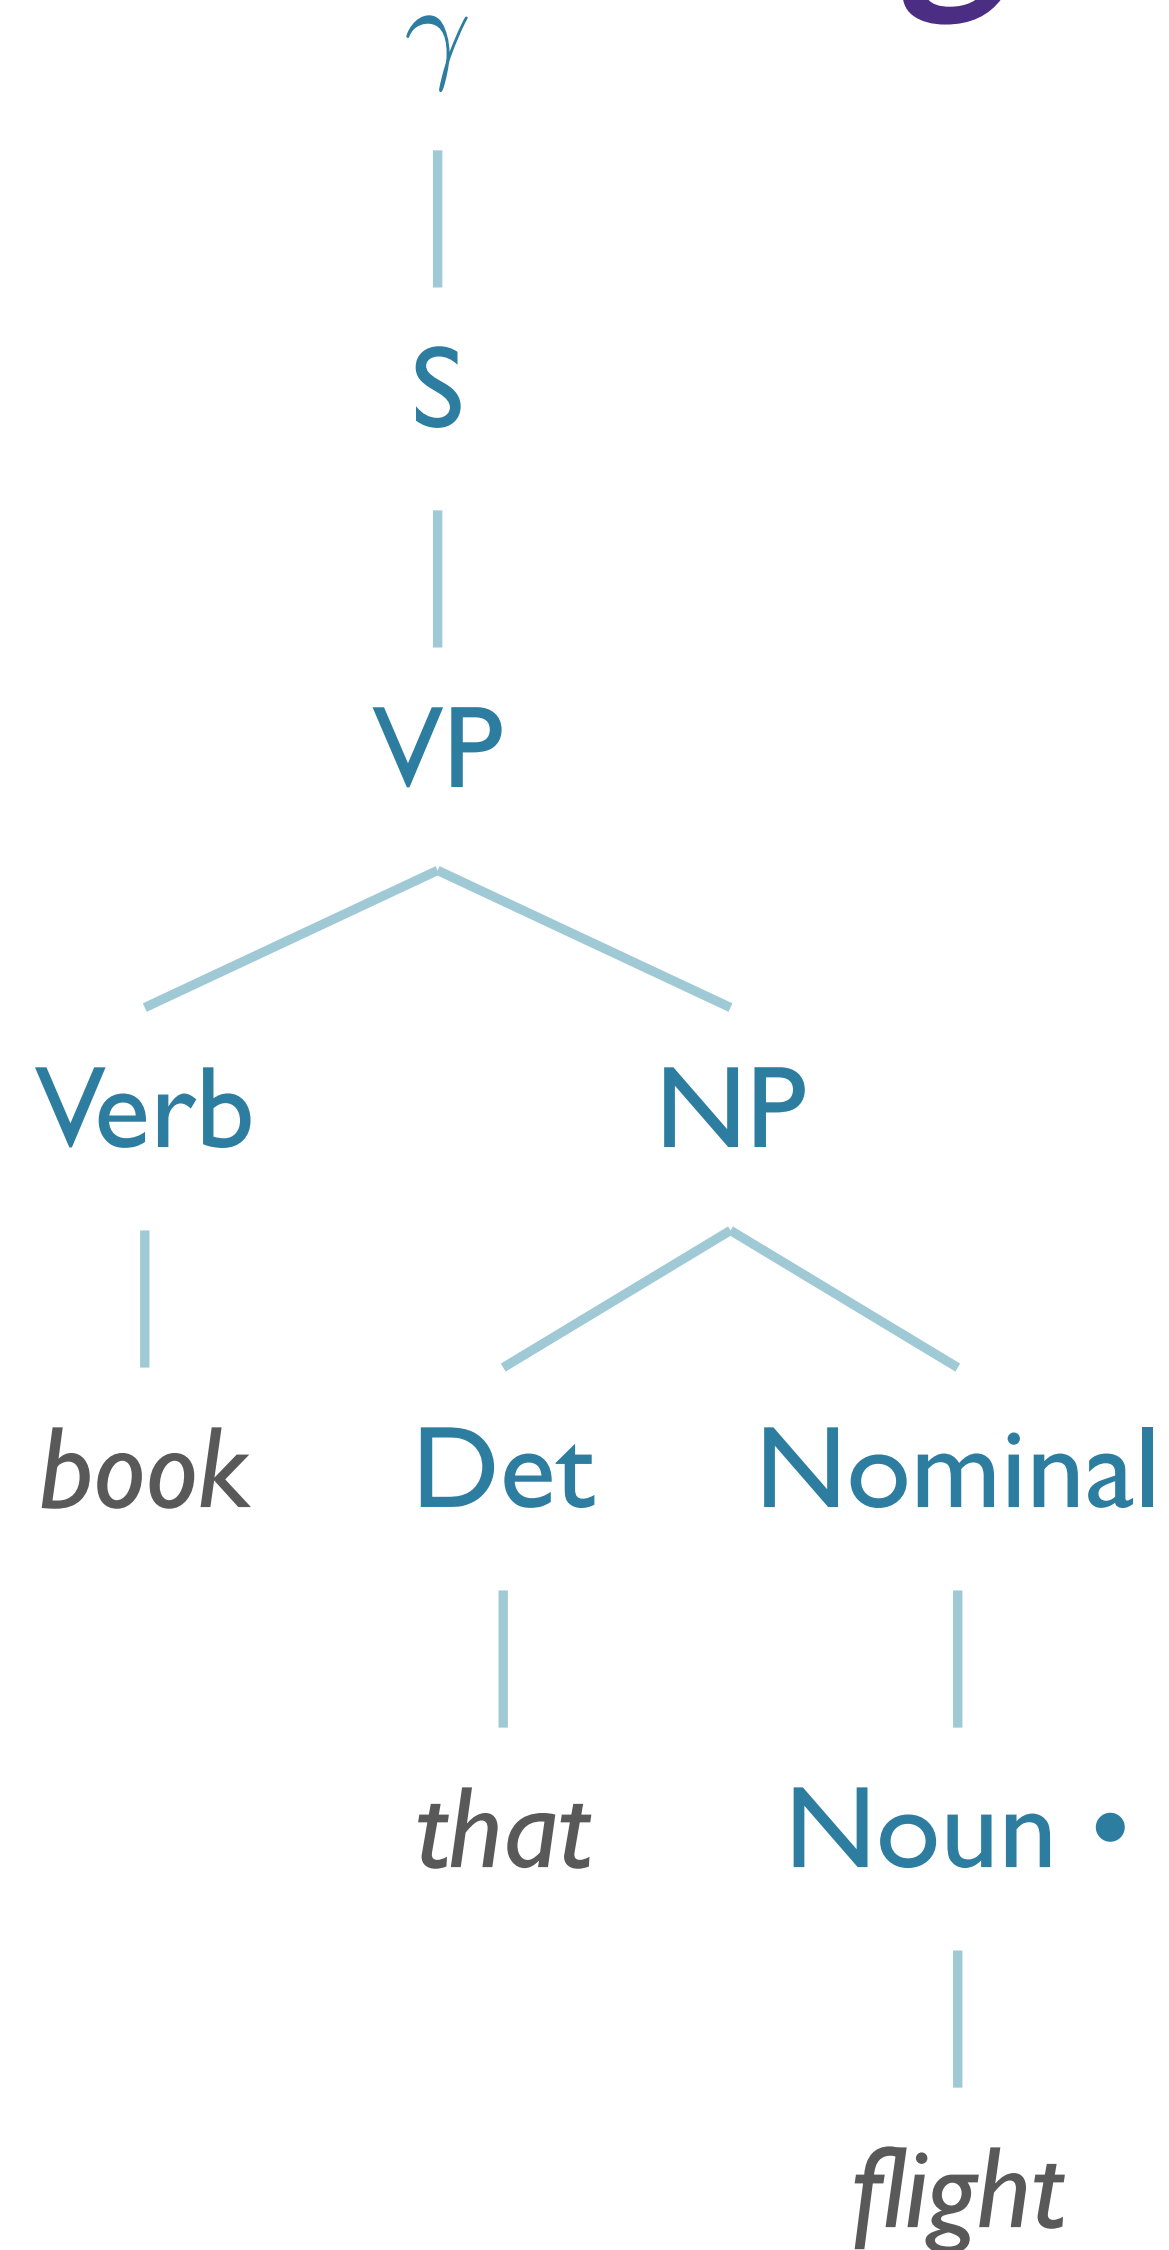 γ
S
VP
Verb NP
book Det Nominal
that Noun •
flight